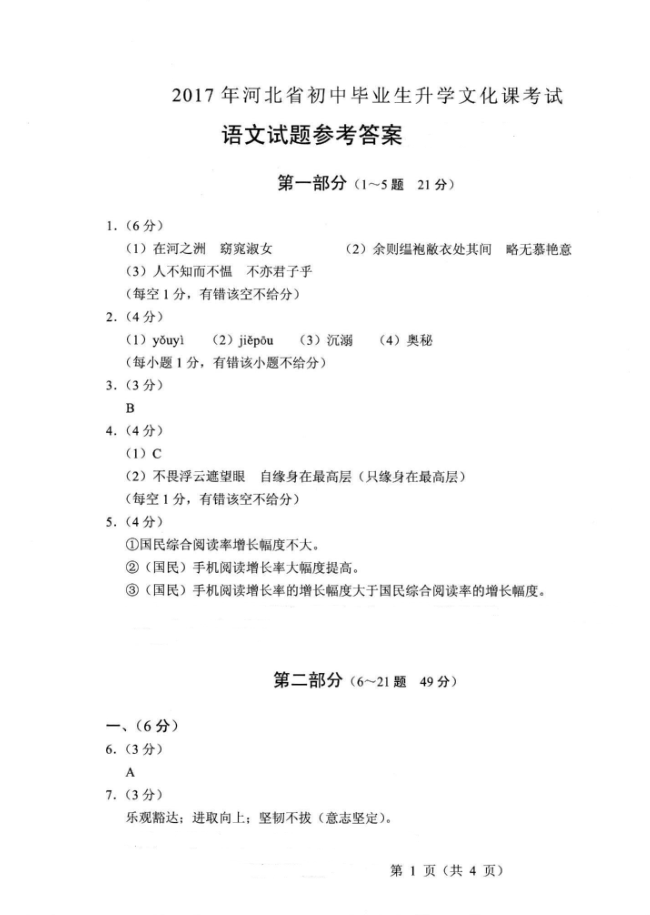 2017 年河北省初中毕业生升学文化课考试
语文试题参考答案
第一部分（1～5 题 21 分）
1.（6 分）
（1）在河之洲 窈窕淑女 （2）余则缊袍敝衣处其间 略无慕艳意
（3）人不知而不愠 不亦君子乎
（每空 1 分，有错该空不给分）
2.（4 分）
（1）yǒuyì （2）jiěpōu （3）沉溺 （4）奥秘
（每小题 1 分，有错该小题不给分）
3.（3 分）
B
4.（4 分）
（1）C
（2）不畏浮云遮望眼 自缘身在最高层（只缘身在最高层）
（每空 1 分，有错该空不给分）
5.（4 分）
①国民综合阅读率增长幅度不大。
②（国民）手机阅读增长率大幅度提高。
③（国民）手机阅读增长率的增长幅度大于国民综合阅读率的增长幅度。
第二部分（6～21 题 49 分）
一、（6 分）
6.（3 分）
A
7.（3 分）
乐观豁达；进取向上；坚韧不拔（意志坚定）。
第 1 页（共 4 页）